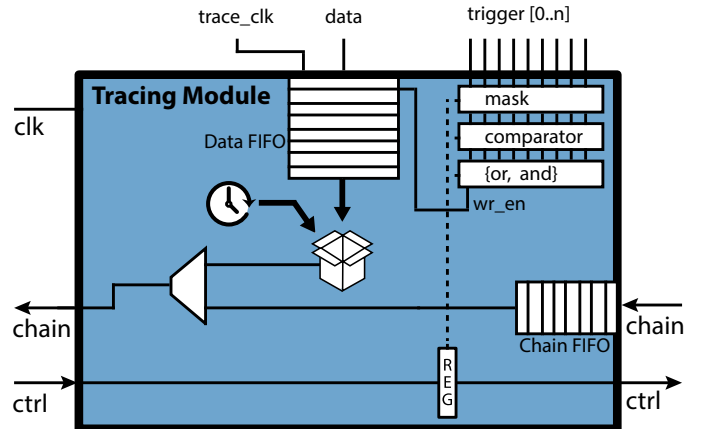 trace_clk data trigger [0..n]
Tracing Module
mask
clk
comparator
Data FIFO
{or, and}
wr_en
chain
chain
Chain FIFO
REG
ctrl
ctrl